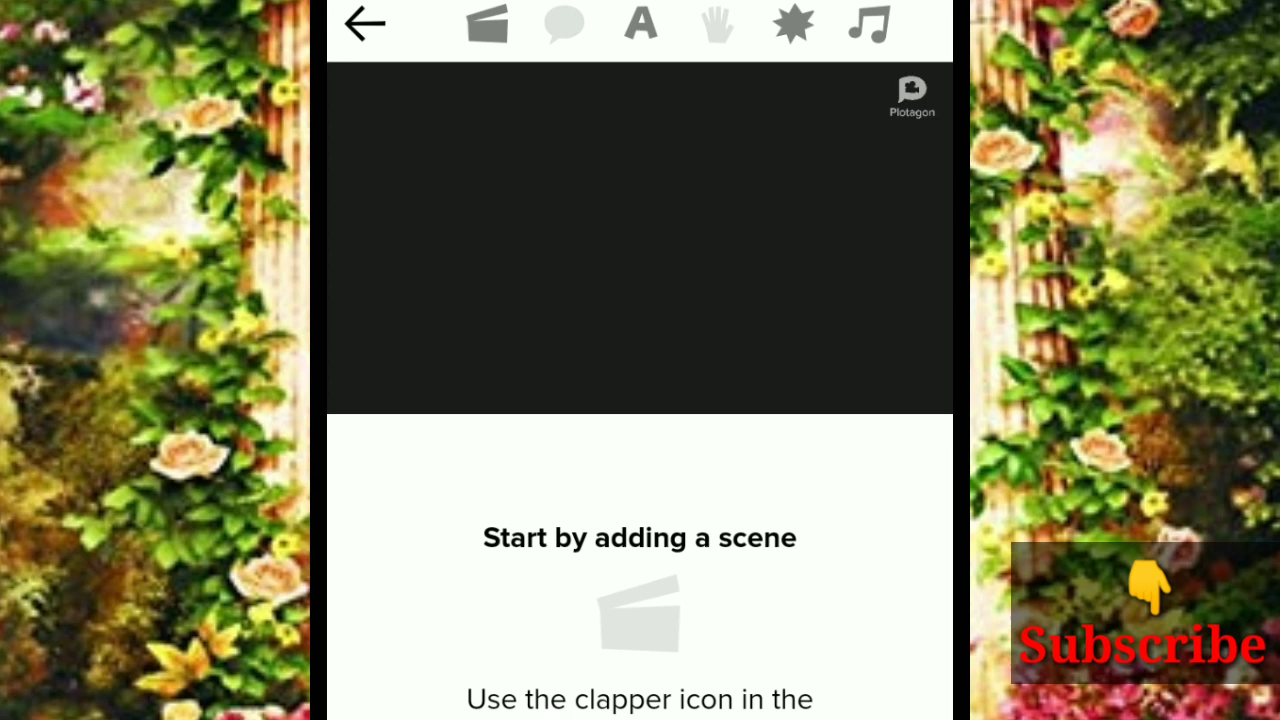 A
Plotagon
Start by adding a scene
Use the clapper icon in the
Subscribe